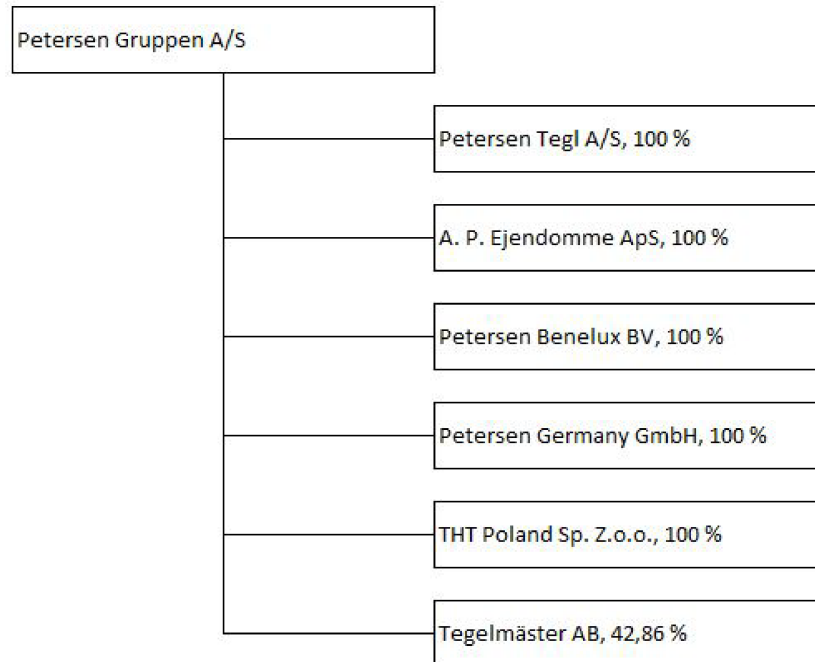 Petersen Gruppen A/S
Petersen Tegl A/S, 100 %
A. P. Ejendomme ApS, 100 %
Petersen Benelux BV, 100 %
Petersen Germany GmbH, 100 %
THT Poland Sp. Z.o.o., 100 %
Tegelmäster AB, 42,86 %